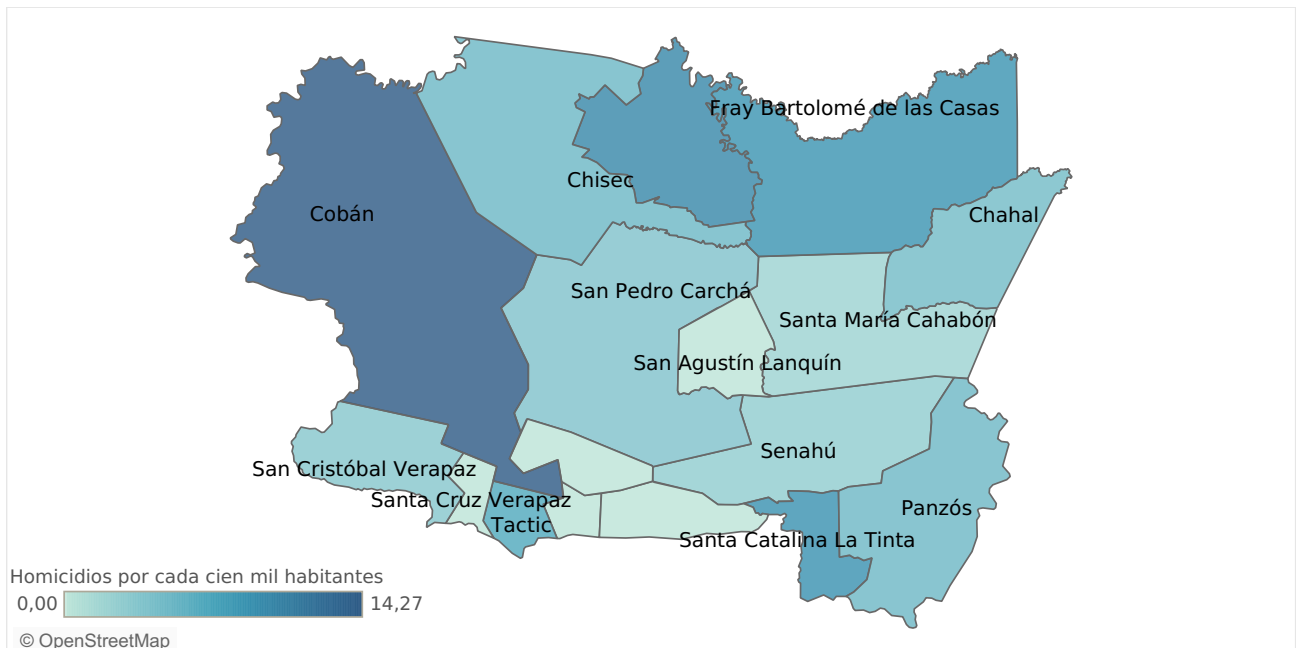 Fray Bartolomé de las Casas
Chisec
Cobán
Chahal
San Pedro Carchá
Santa María Cahabón
San Agustín Lanquín
Senahú
San Cristóbal Verapaz
Santa Cruz Verapaz
Panzós
Tactic
Santa Catalina La Tinta
Homicidios por cada cien mil habitantes
0,00 14,27
© OpenStreetMap